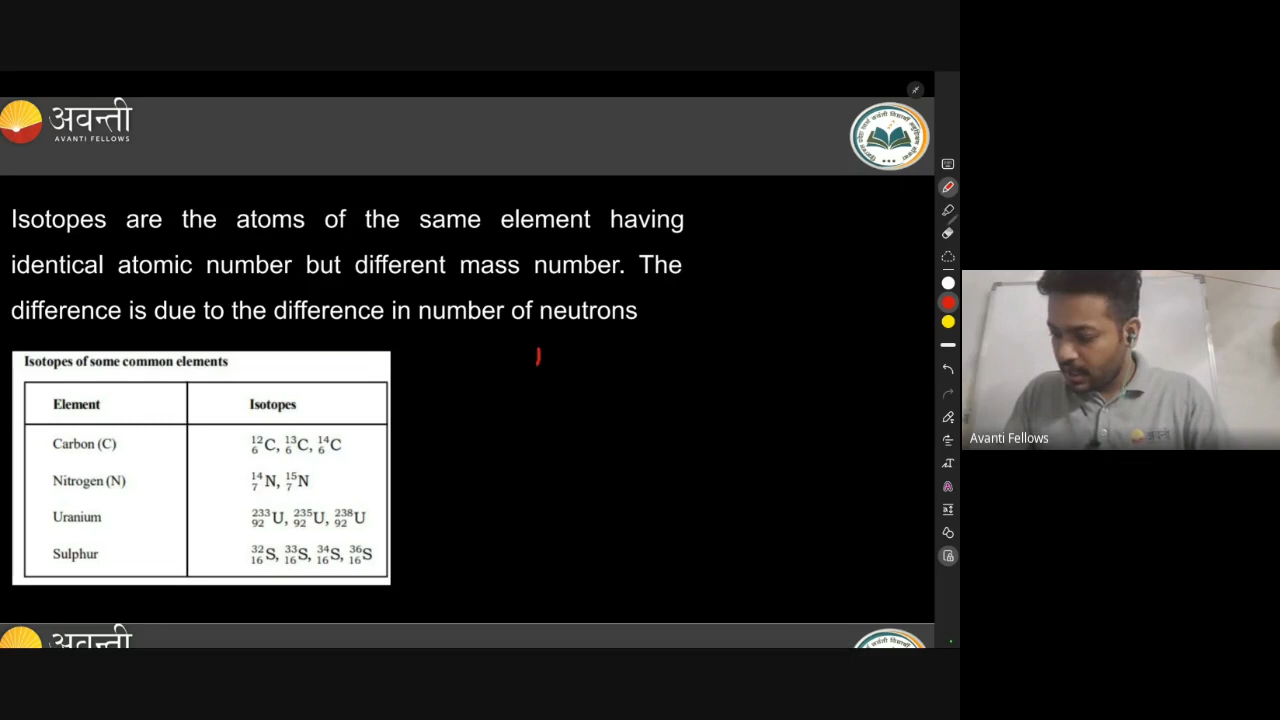 अवन्ती
AVANTI FELLOWS
Isotopes are the atoms of the same element having
identical atomic number but different mass number. The
difference is due to the difference in number of neutrons
Isotopes of some common elements
Element Isotopes
Carbon (C) ¹²₆C, ¹³₆C, ¹⁴₆C
Nitrogen (N) ¹⁴₇N, ¹⁵₇N
Uranium ²³³₉₂U, ²³⁵₉₂U, ²³⁸₉₂U
Sulphur ³²₁₆S, ³³₁₆S, ³⁴₁₆S, ³⁶₁₆S
Avanti Fellows
अवन्ती